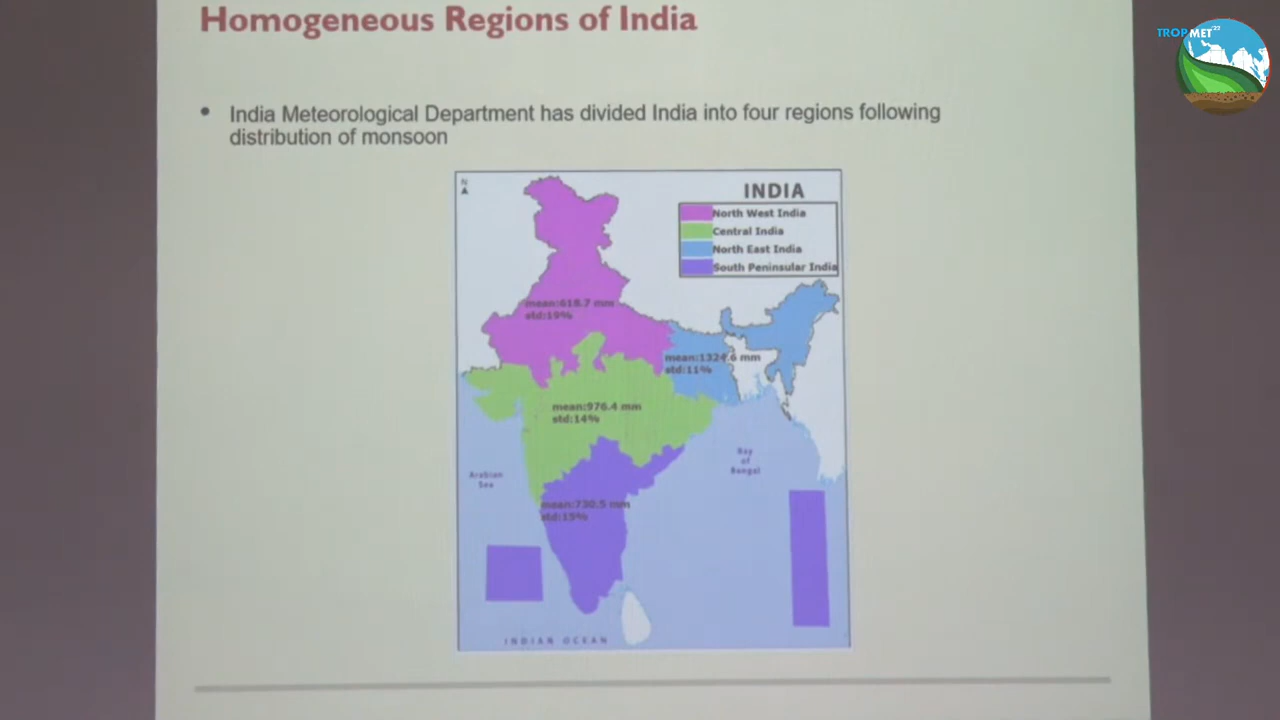 Homogeneous Regions of India
TROPMET'22
• India Meteorological Department has divided India into four regions following
distribution of monsoon
N
INDIA
North West India
Central India
North East India
South Peninsular India
mean:618.7 mm
std:19%
mean:1324.6 mm
std:11%
mean:976.4 mm
std:14%
Bay
of
Bengal
Arabian
Sea
mean:730.5 mm
std:15%
INDIAN OCEAN